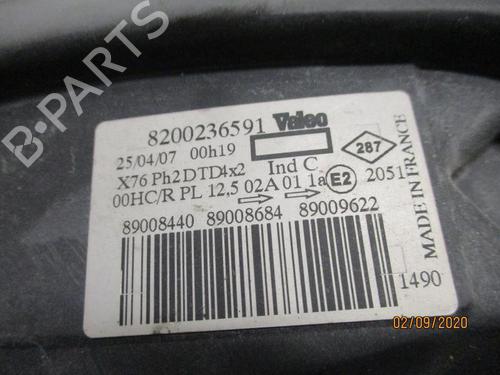 B-PARTS
8200236591 Valeo
25/04/07 00h19
287
X76 Ph2 DTD4x2 Ind C
00HC/R PL 12,5 02A 01 1a E2 2051
89008440 89008684 89009622
MADE IN FRANCE
1490
02/09/2020